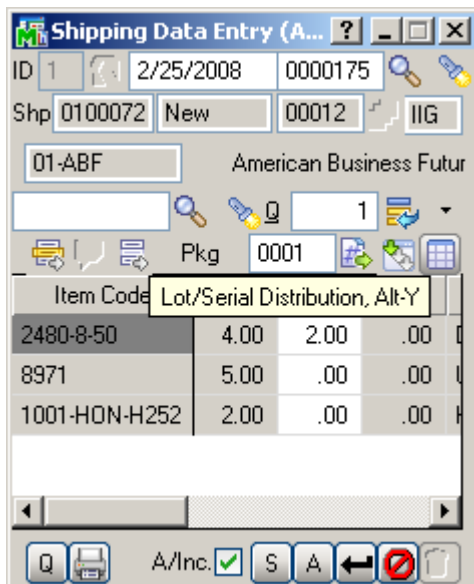 Shipping Data Entry (A... ?
ID 1 2/25/2008 0000175
Shp 0100072 New 00012 IIG
01-ABF American Business Futur
Q 1
Pkg 0001
Item Code Lot/Serial Distribution, Alt-Y
2480-8-50 4.00 2.00 .00
8971 5.00 .00 .00
1001-HON-H252 2.00 .00 .00
Q A/Inc. S A